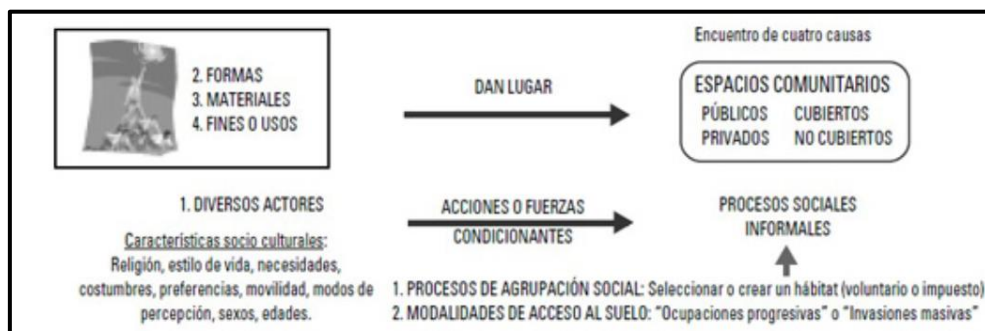 2. FORMAS
3. MATERIALES
4. FINES O USOS
DAN LUGAR
Encuentro de cuatro causas
ESPACIOS COMUNITARIOS
PÚBLICOS CUBIERTOS
PRIVADOS NO CUBIERTOS
1. DIVERSOS ACTORES
Características socio culturales:
Religión, estilo de vida, necesidades,
costumbres, preferencias, movilidad, modos de
percepción, sexos, edades.
ACCIONES O FUERZAS
CONDICIONANTES
PROCESOS SOCIALES
INFORMALES
1. PROCESOS DE AGRUPACIÓN SOCIAL: Seleccionar o crear un hábitat (voluntario o impuesto)
2. MODALIDADES DE ACCESO AL SUELO: "Ocupaciones progresivas" o "Invasiones masivas"